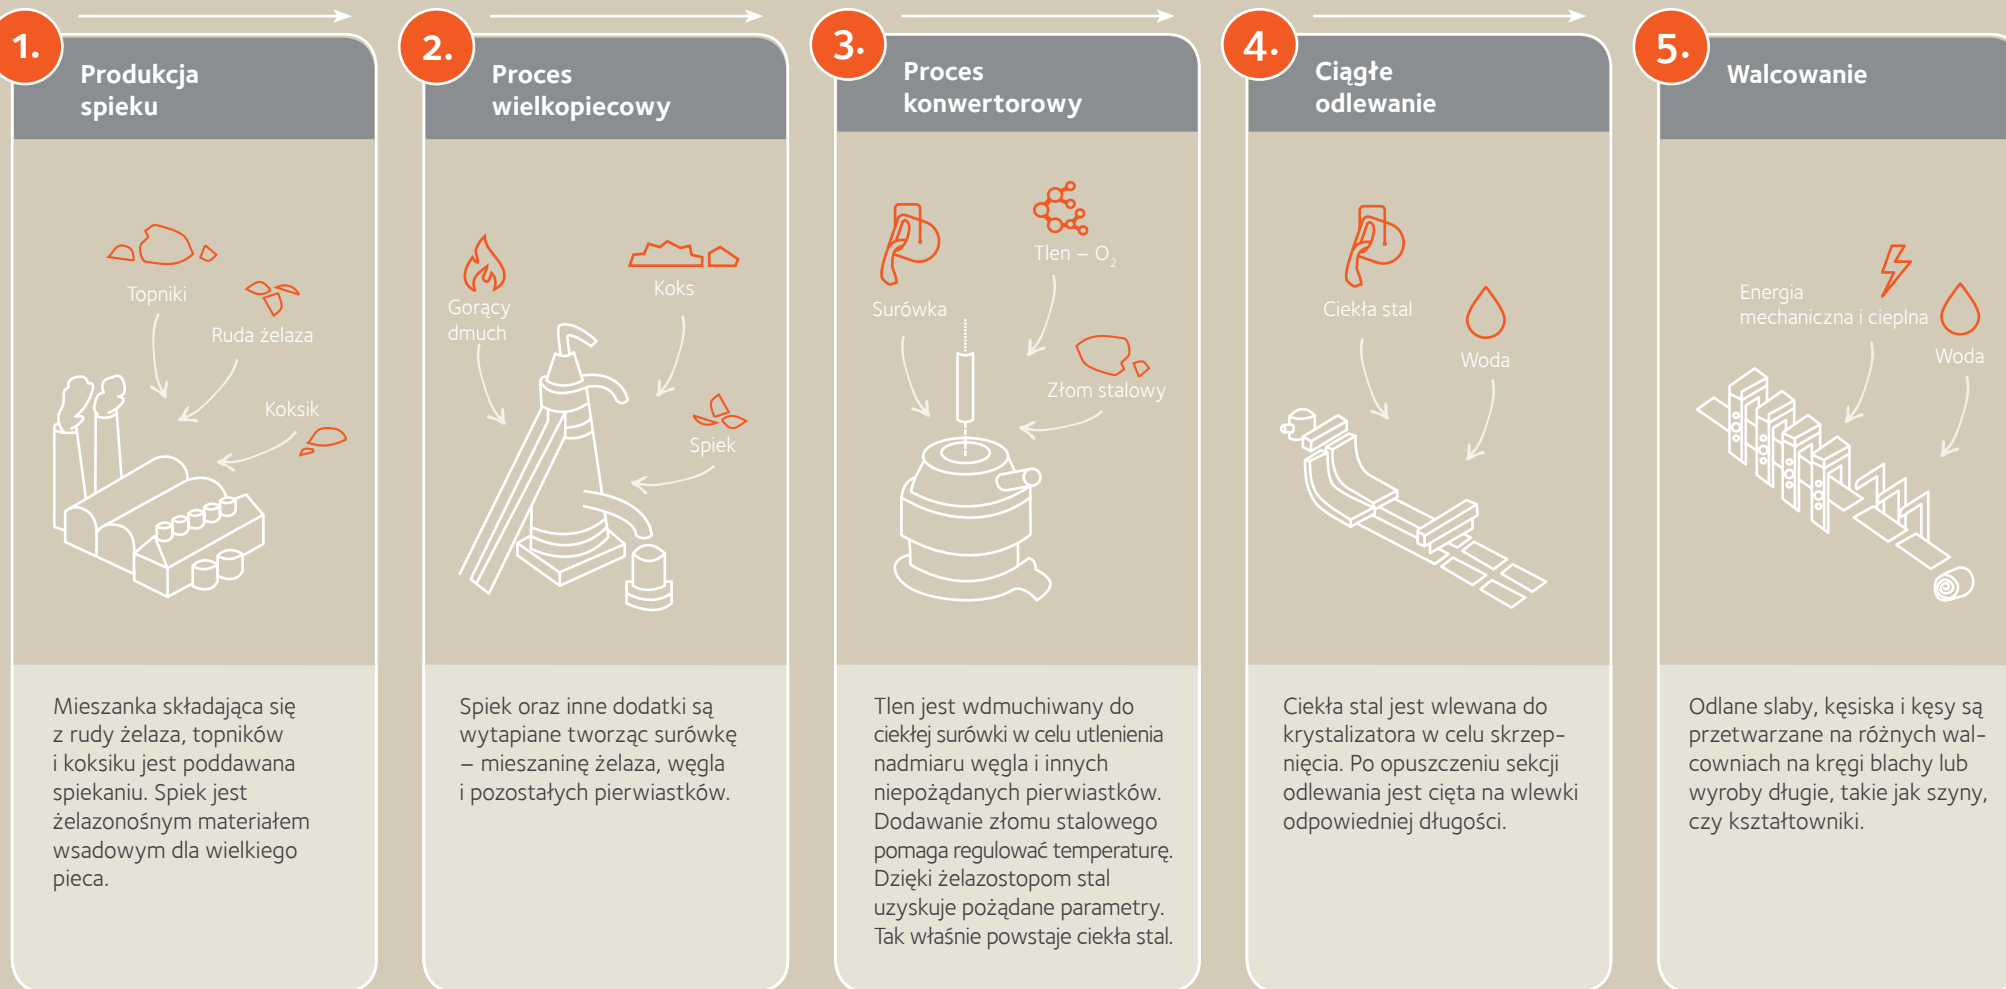 1.
Produkcja
spieku
Topniki
Ruda żelaza
Koksik
Mieszanka składająca się
z rudy żelaza, topników
i koksiku jest poddawana
spiekaniu. Spiek jest
żelazonośnym materiałem
wsadowym dla wielkiego
pieca.
2.
Proces
wielkopiecowy
Gorący
dmuch
Koks
Spiek
Spiek oraz inne dodatki są
wytapiane tworząc surówkę
– mieszaninę żelaza, węgla
i pozostałych pierwiastków.
3.
Proces
konwertorowy
Surówka
Tlen – O₂
Złom stalowy
Tlen jest wdmuchiwany do
ciekłej surówki w celu utlenienia
nadmiaru węgla i innych
niepożądanych pierwiastków.
Dodawanie złomu stalowego
pomaga regulować temperaturę.
Dzięki żelazostopom stal
uzyskuje pożądane parametry.
Tak właśnie powstaje ciekła stal.
4.
Ciągłe
odlewanie
Ciekła stal
Woda
Ciekła stal jest wlewana do
krystalizatora w celu skrzep-
nięcia. Po opuszczeniu sekcji
odlewania jest cięta na wlewki
odpowiedniej długości.
5.
Walcowanie
Energia
mechaniczna i cieplna
Woda
Odlane slaby, kęsiska i kęsy są
przetwarzane na różnych wal-
cowniach na kręgi blachy lub
wyroby długie, takie jak szyny,
czy kształtowniki.